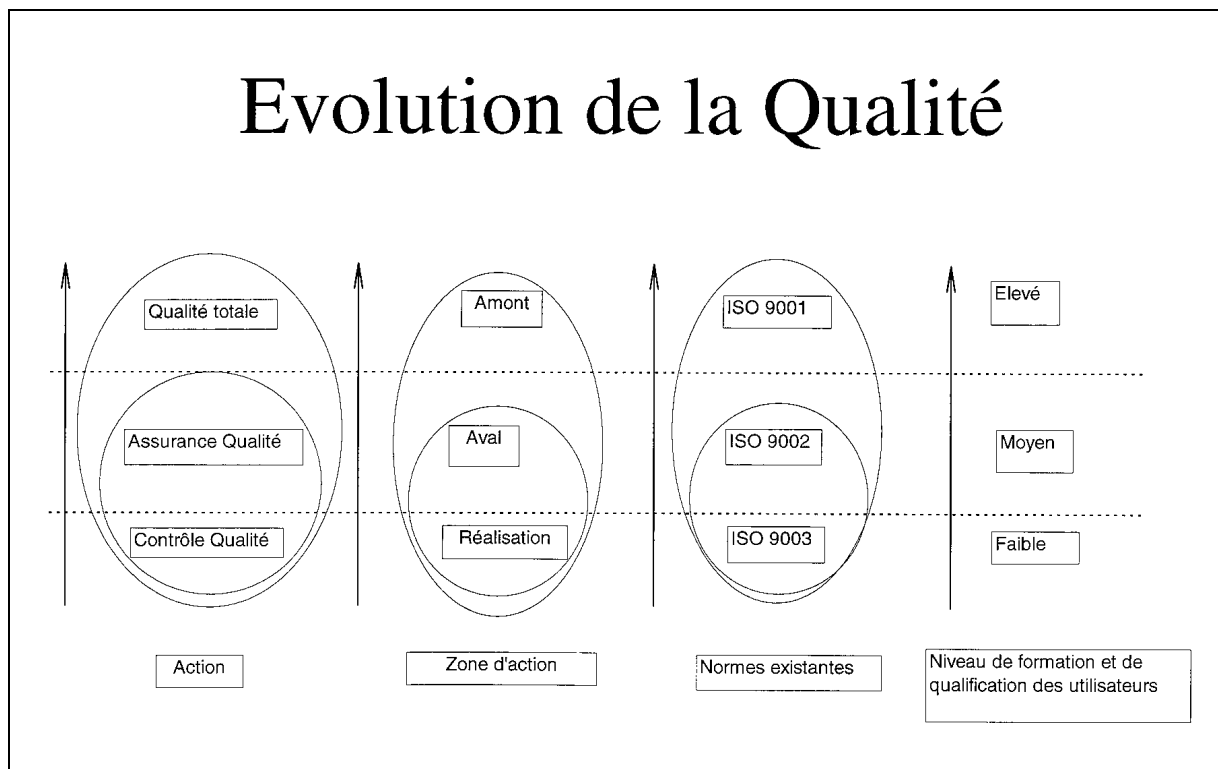 Evolution de la Qualité
Qualité totale
Amont
ISO 9001
Elevé
Assurance Qualité
Aval
ISO 9002
Moyen
Contrôle Qualité
Réalisation
ISO 9003
Faible
Action
Zone d'action
Normes existantes
Niveau de formation et de
qualification des utilisateurs